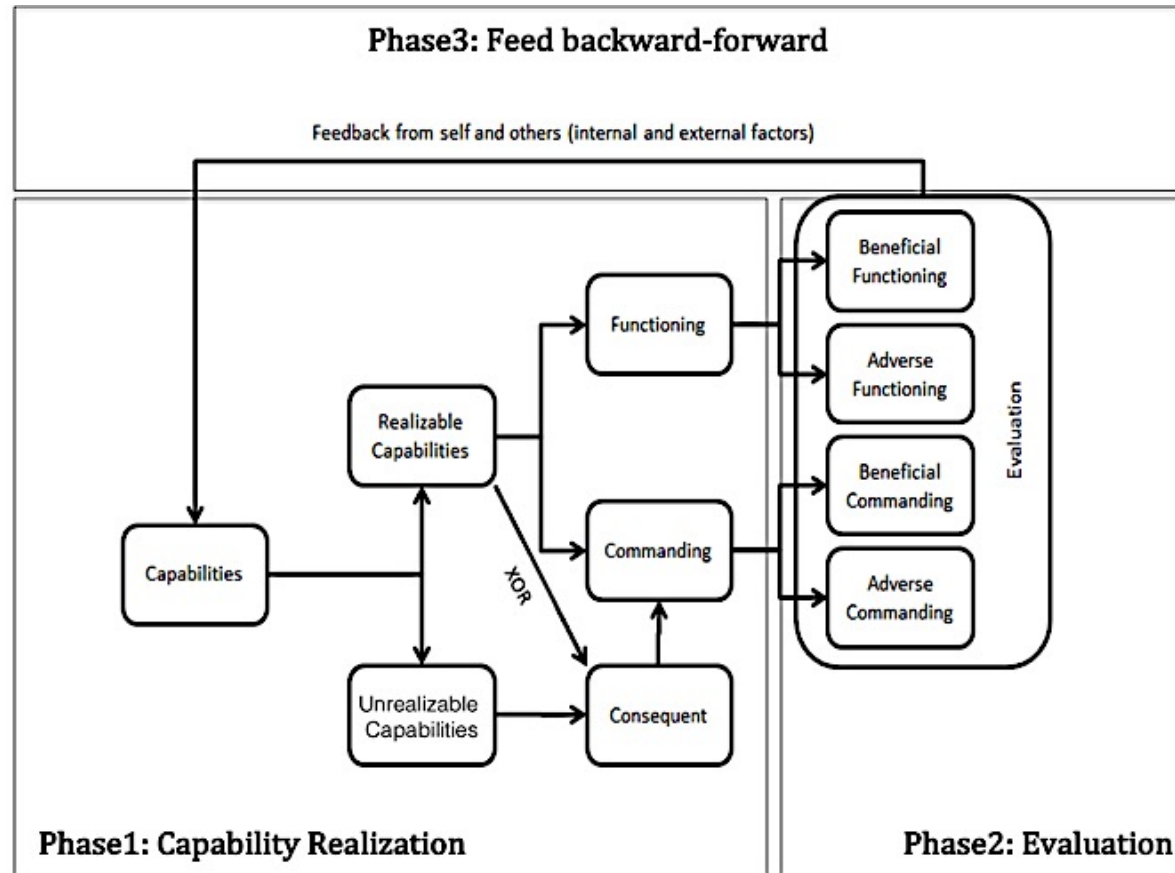 Phase3: Feed backward-forward
Feedback from self and others (internal and external factors)
Beneficial
Functioning
Functioning
Adverse
Functioning
Realizable
Capabilities
Evaluation
Beneficial
Commanding
Capabilities
Commanding
XOR
Adverse
Commanding
Unrealizable
Capabilities
Consequent
Phase1: Capability Realization
Phase2: Evaluation